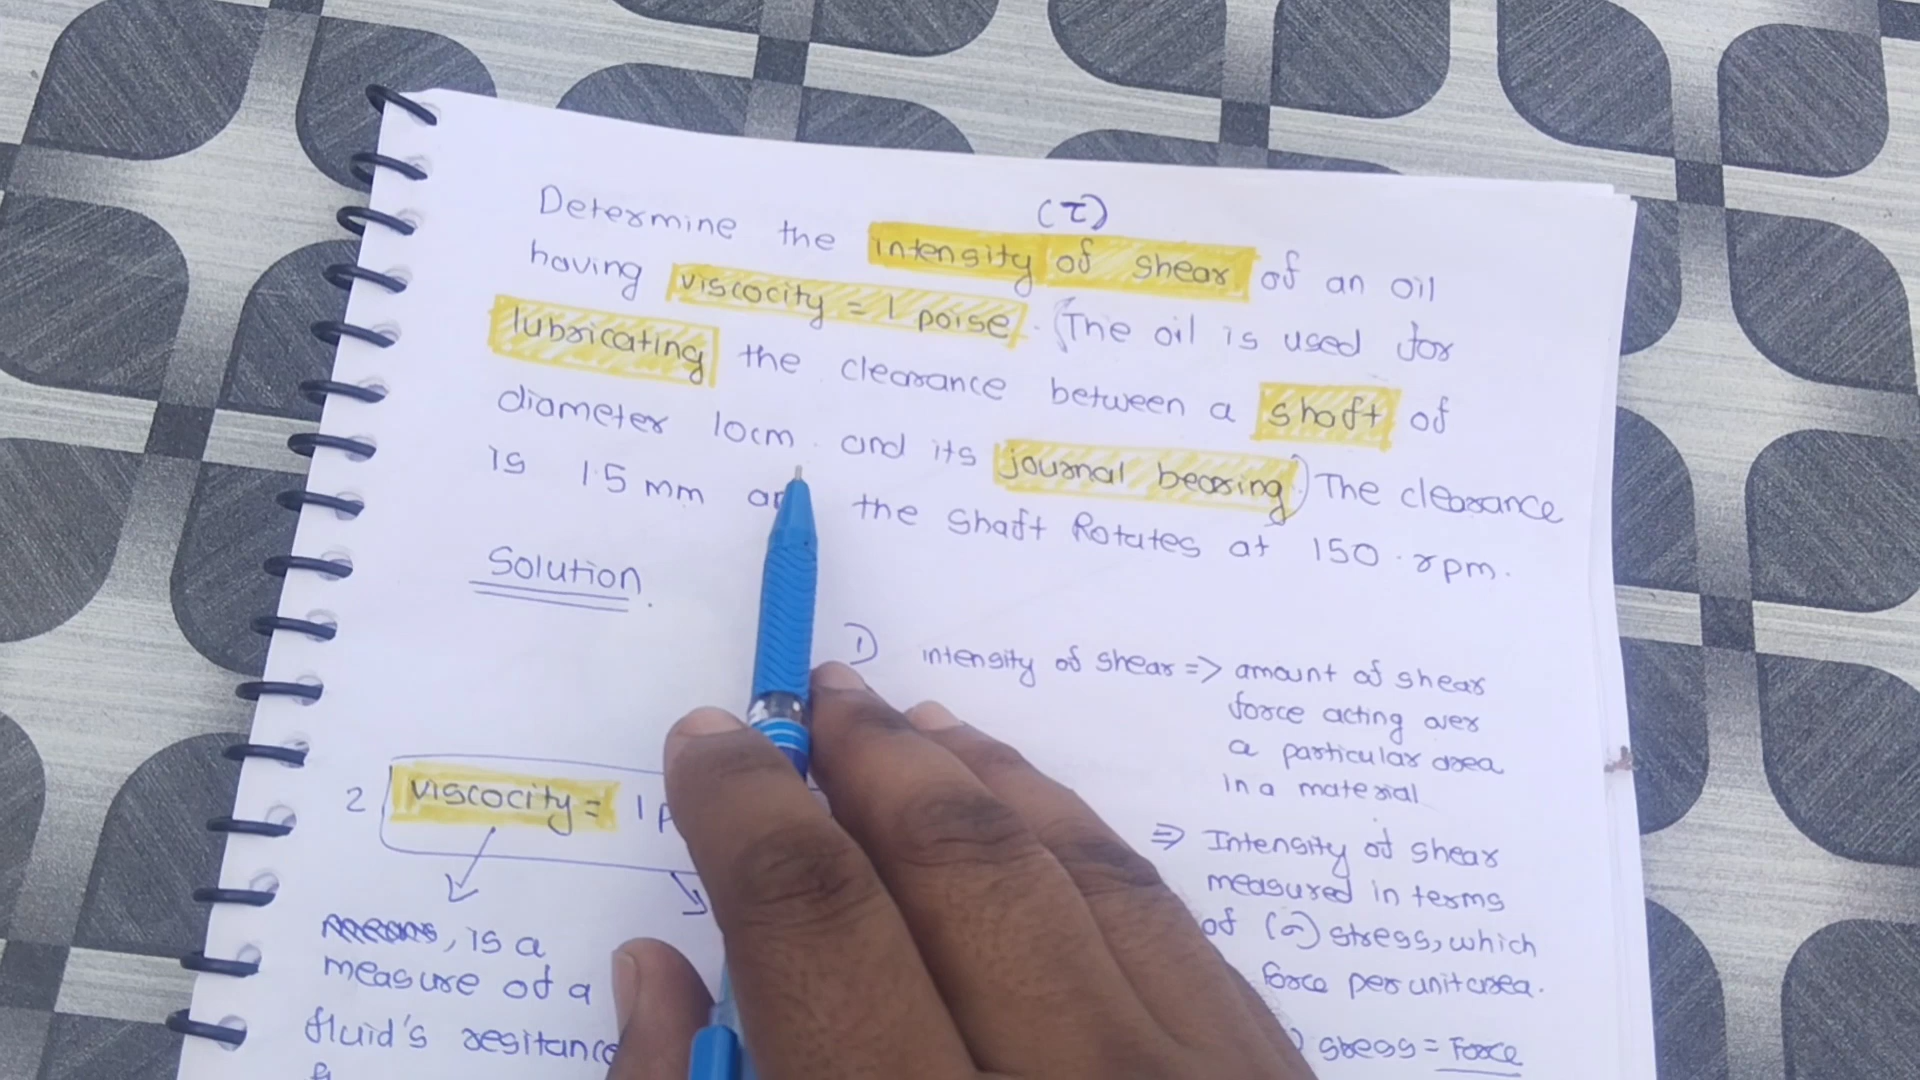 (τ)
Determine the intensity of shear of an oil
having viscocity = 1 poise. (The oil is used for
lubricating the clearance between a shaft of
diameter 10cm and its journal bearing.) The clearance
is 1.5 mm the shaft Rotates at 150 rpm.
Solution.
1) intensity of shear => amount of shear
force acting over
a particular area
in a material
2 viscocity = 1
=> Intensity of shear
measured in terms
of (σ) stress, which
force per unit area.
is a
measure of a
fluid's resitance
stress = Force